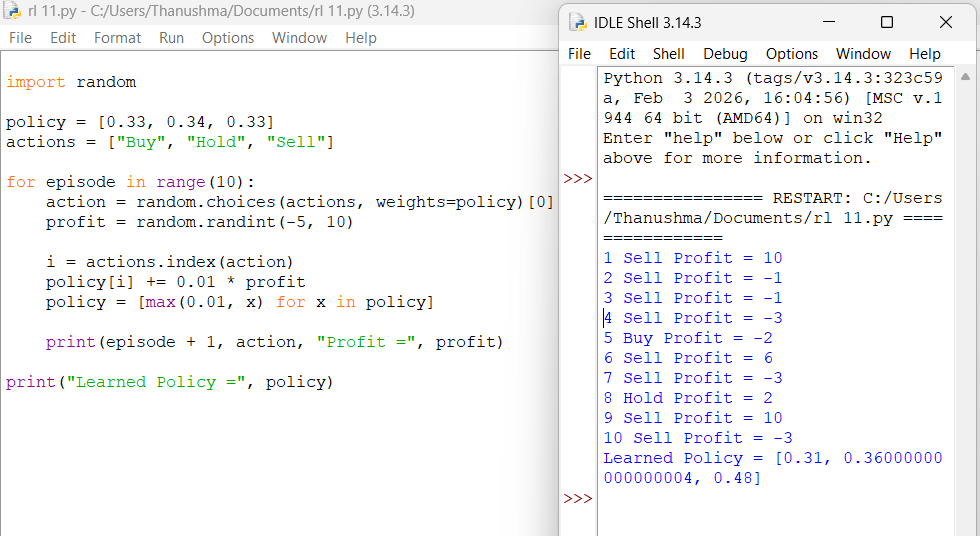 rl 11.py - C:/Users/Thanushma/Documents/rl 11.py (3.14.3)
File Edit Format Run Options Window Help
import random
policy = [0.33, 0.34, 0.33]
actions = ["Buy", "Hold", "Sell"]
for episode in range(10):
    action = random.choices(actions, weights=policy)[0]
    profit = random.randint(-5, 10)
    i = actions.index(action)
    policy[i] += 0.01 * profit
    policy = [max(0.01, x) for x in policy]
    print(episode + 1, action, "Profit =", profit)
print("Learned Policy =", policy)
IDLE Shell 3.14.3
File Edit Shell Debug Options Window Help
Python 3.14.3 (tags/v3.14.3:323c59
a, Feb  3 2026, 16:04:56) [MSC v.1
944 64 bit (AMD64)] on win32
Enter "help" below or click "Help"
above for more information.
>>>
================ RESTART: C:/Users
/Thanushma/Documents/rl 11.py ====
============
1 Sell Profit = 10
2 Sell Profit = -1
3 Sell Profit = -1
4 Sell Profit = -3
5 Buy Profit = -2
6 Sell Profit = 6
7 Sell Profit = -3
8 Hold Profit = 2
9 Sell Profit = 10
10 Sell Profit = -3
Learned Policy = [0.31, 0.36000000
000000004, 0.48]
>>>